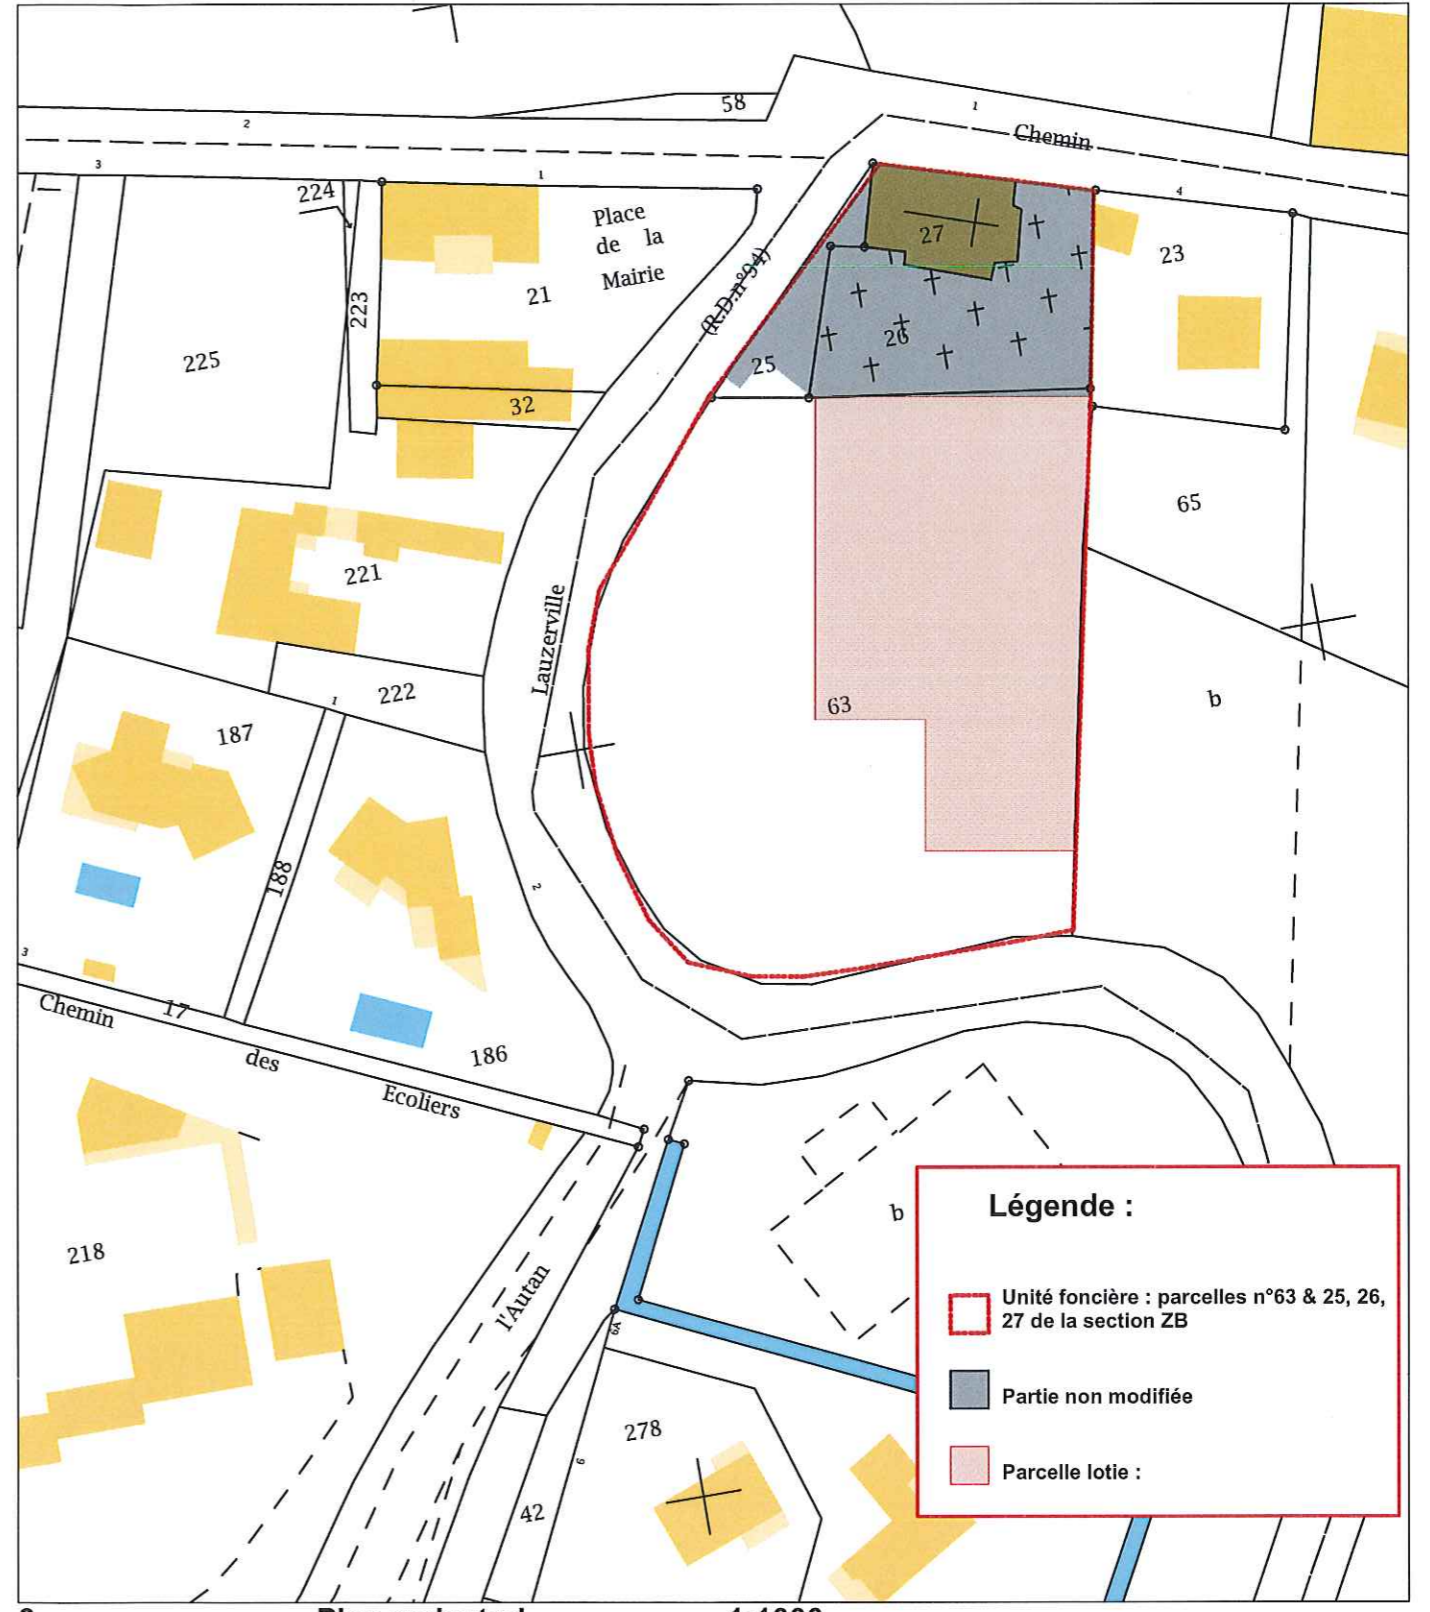 58
1
Chemin
2
3
1
4
224
Place
de la
Mairie
27
23
223
21
(R.D.n°94)
225
26
25
32
65
221
Lauzerville
222
1
187
63
b
188
2
3
17
Chemin
des
Ecoliers
186
b
218
l'Autan
6A
278
9
42
Légende :
Unité foncière : parcelles n°63 & 25, 26,
27 de la section ZB
Partie non modifiée
Parcelle lotie :